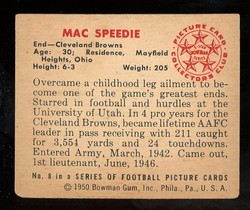 MAC SPEEDIE
End—Cleveland Browns
Age: 30; Residence, Mayfield
Heights, Ohio
Height: 6-3 Weight: 205
PICTURE CARD
COLLECTORS CLUB
Overcame a childhood leg ailment to be-
come one of the game's greatest ends.
Starred in football and hurdles at the
University of Utah. In 4 pro years for the
Cleveland Browns, became alltime AAFC
leader in pass receiving with 211 caught
for 3,554 yards and 24 touchdowns.
Entered Army, March, 1942. Came out,
1st lieutenant, June, 1946.
No. 8 in a SERIES OF FOOTBALL PICTURE CARDS
©1950 Bowman Gum, Inc., Phila., Pa., U. S. A.